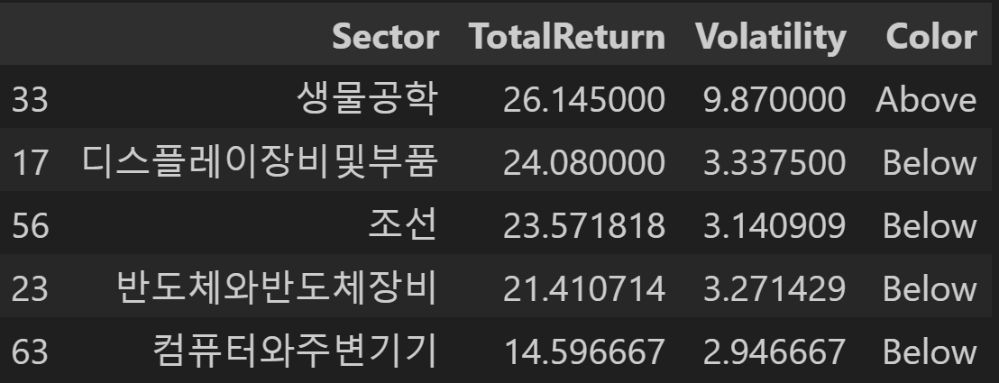 Sector TotalReturn Volatility Color
33 생물공학 26.145000 9.870000 Above
17 디스플레이장비및부품 24.080000 3.337500 Below
56 조선 23.571818 3.140909 Below
23 반도체와반도체장비 21.410714 3.271429 Below
63 컴퓨터와주변기기 14.596667 2.946667 Below